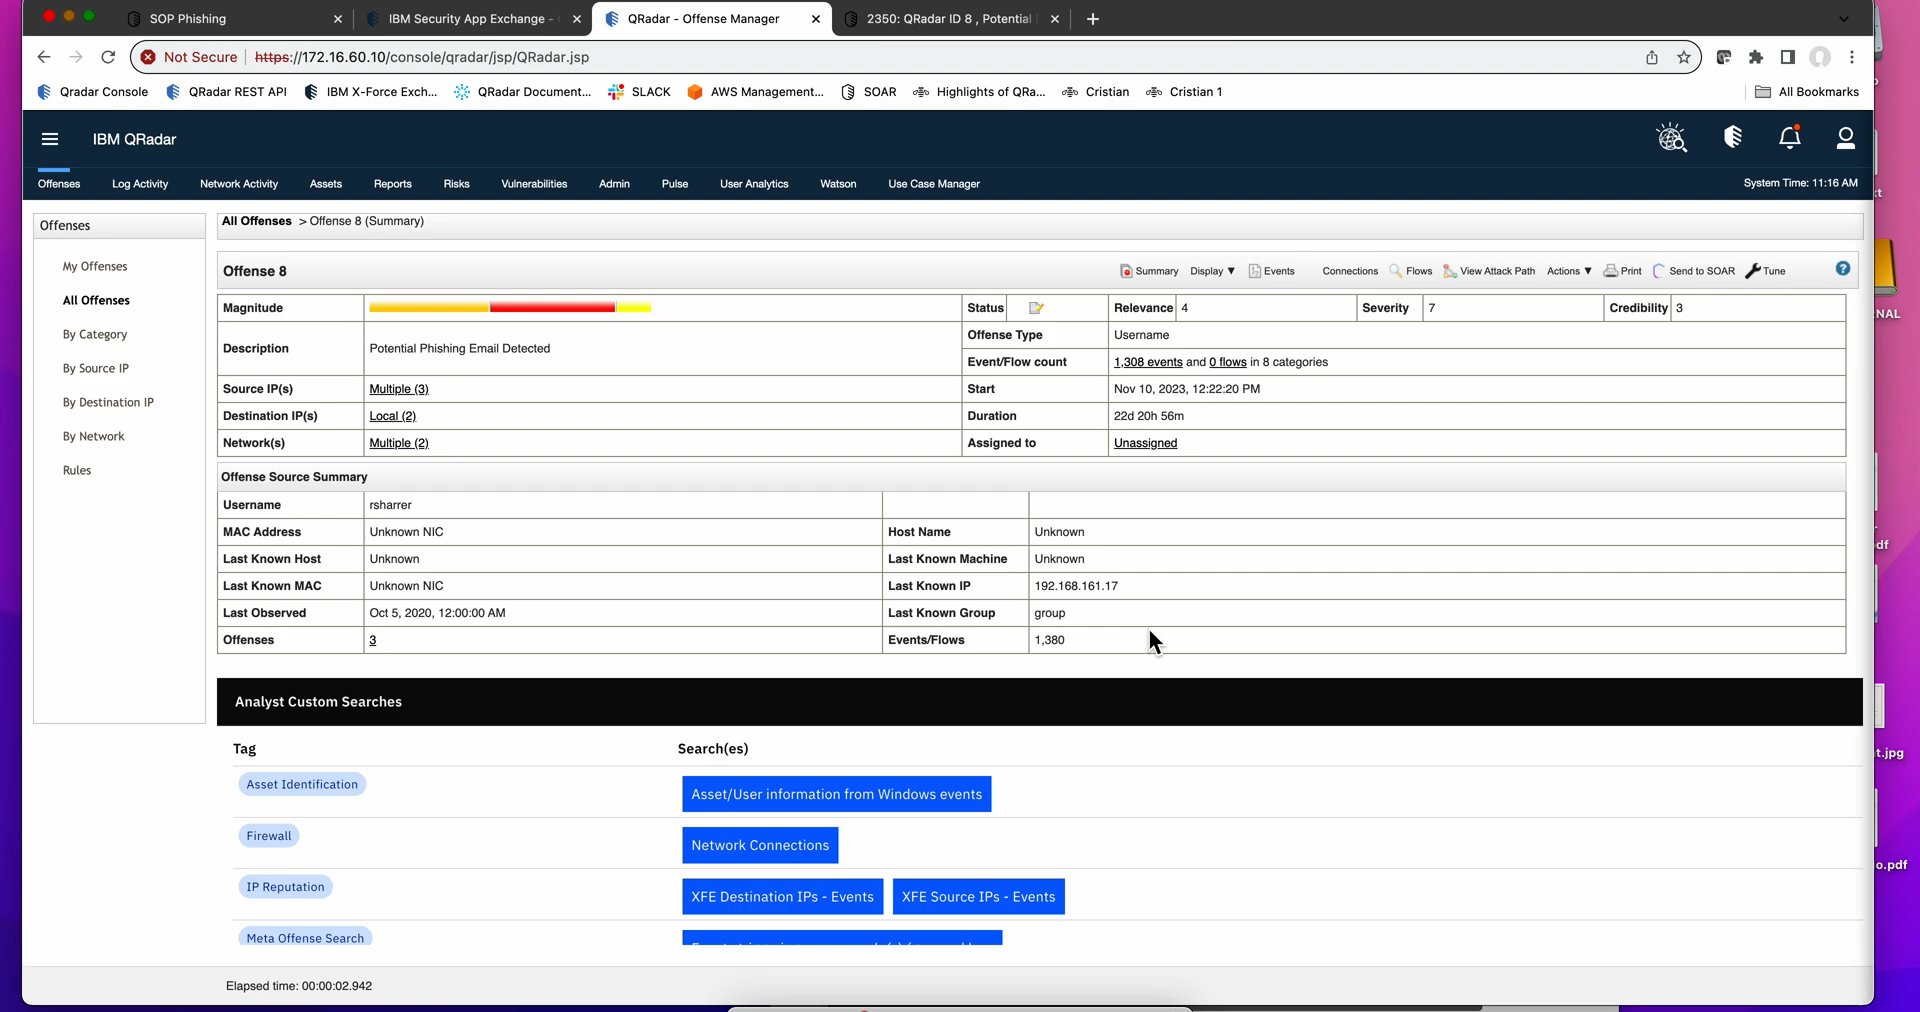 SOP Phishing
IBM Security App Exchange -
QRadar - Offense Manager
2350: QRadar ID 8 , Potential
Not Secure
https://172.16.60.10/console/qradar/jsp/QRadar.jsp
Qradar Console
QRadar REST API
IBM X-Force Exch...
QRadar Document...
SLACK
AWS Management...
SOAR
Highlights of QRa...
Cristian
Cristian 1
All Bookmarks
IBM QRadar
Offenses
Log Activity
Network Activity
Assets
Reports
Risks
Vulnerabilities
Admin
Pulse
User Analytics
Watson
Use Case Manager
System Time: 11:16 AM
Offenses
My Offenses
All Offenses
By Category
By Source IP
By Destination IP
By Network
Rules
All Offenses > Offense 8 (Summary)
Offense 8
Summary
Display ▼
Events
Connections
Flows
View Attack Path
Actions ▼
Print
Send to SOAR
Tune
Magnitude
Status
Relevance 4
Severity 7
Credibility 3
Description
Potential Phishing Email Detected
Offense Type
Username
Event/Flow count
1,308 events and 0 flows in 8 categories
Source IP(s)
Multiple (3)
Start
Nov 10, 2023, 12:22:20 PM
Destination IP(s)
Local (2)
Duration
22d 20h 56m
Network(s)
Multiple (2)
Assigned to
Unassigned
Offense Source Summary
Username
rsharrer
MAC Address
Unknown NIC
Host Name
Unknown
Last Known Host
Unknown
Last Known Machine
Unknown
Last Known MAC
Unknown NIC
Last Known IP
192.168.161.17
Last Observed
Oct 5, 2020, 12:00:00 AM
Last Known Group
group
Offenses
3
Events/Flows
1,380
Analyst Custom Searches
Tag
Search(es)
Asset Identification
Asset/User information from Windows events
Firewall
Network Connections
IP Reputation
XFE Destination IPs - Events
XFE Source IPs - Events
Meta Offense Search
Elapsed time: 00:00:02.942
NAL
df
t.jpg
o.pdf